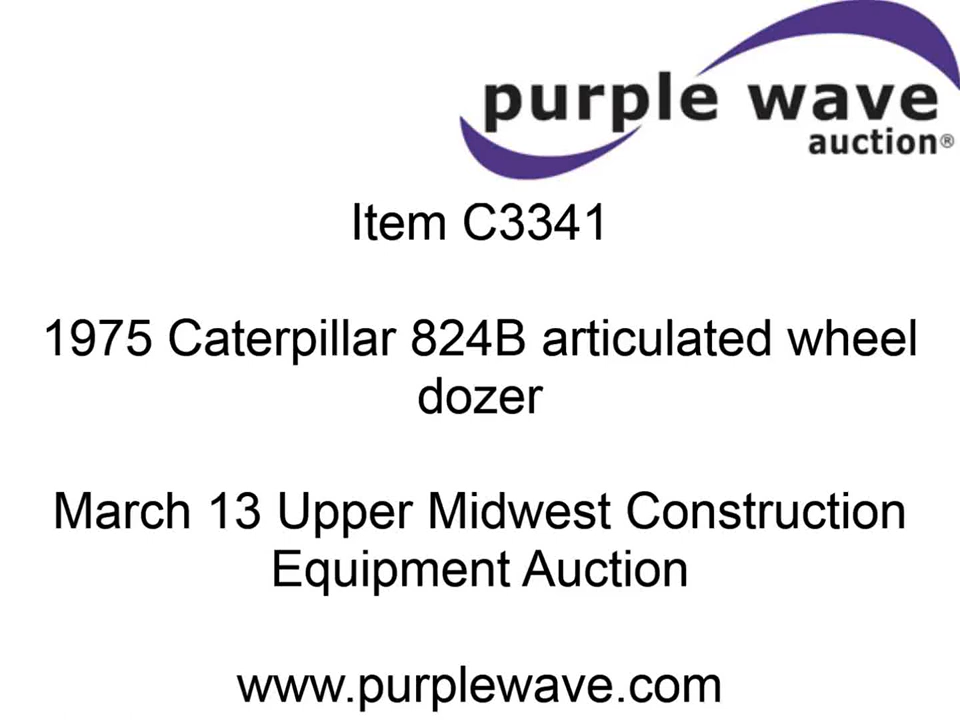 purple wave
auction®
Item C3341
1975 Caterpillar 824B articulated wheel
dozer
March 13 Upper Midwest Construction
Equipment Auction
www.purplewave.com